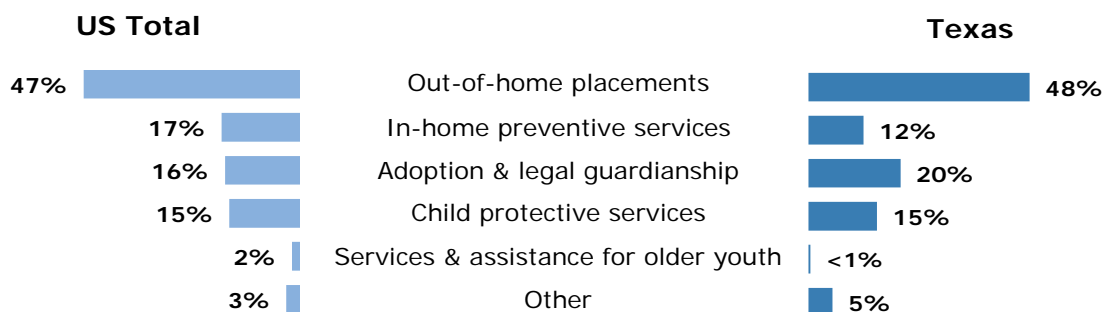 US Total Texas
47% Out-of-home placements 48%
17% In-home preventive services 12%
16% Adoption & legal guardianship 20%
15% Child protective services 15%
2% Services & assistance for older youth <1%
3% Other 5%